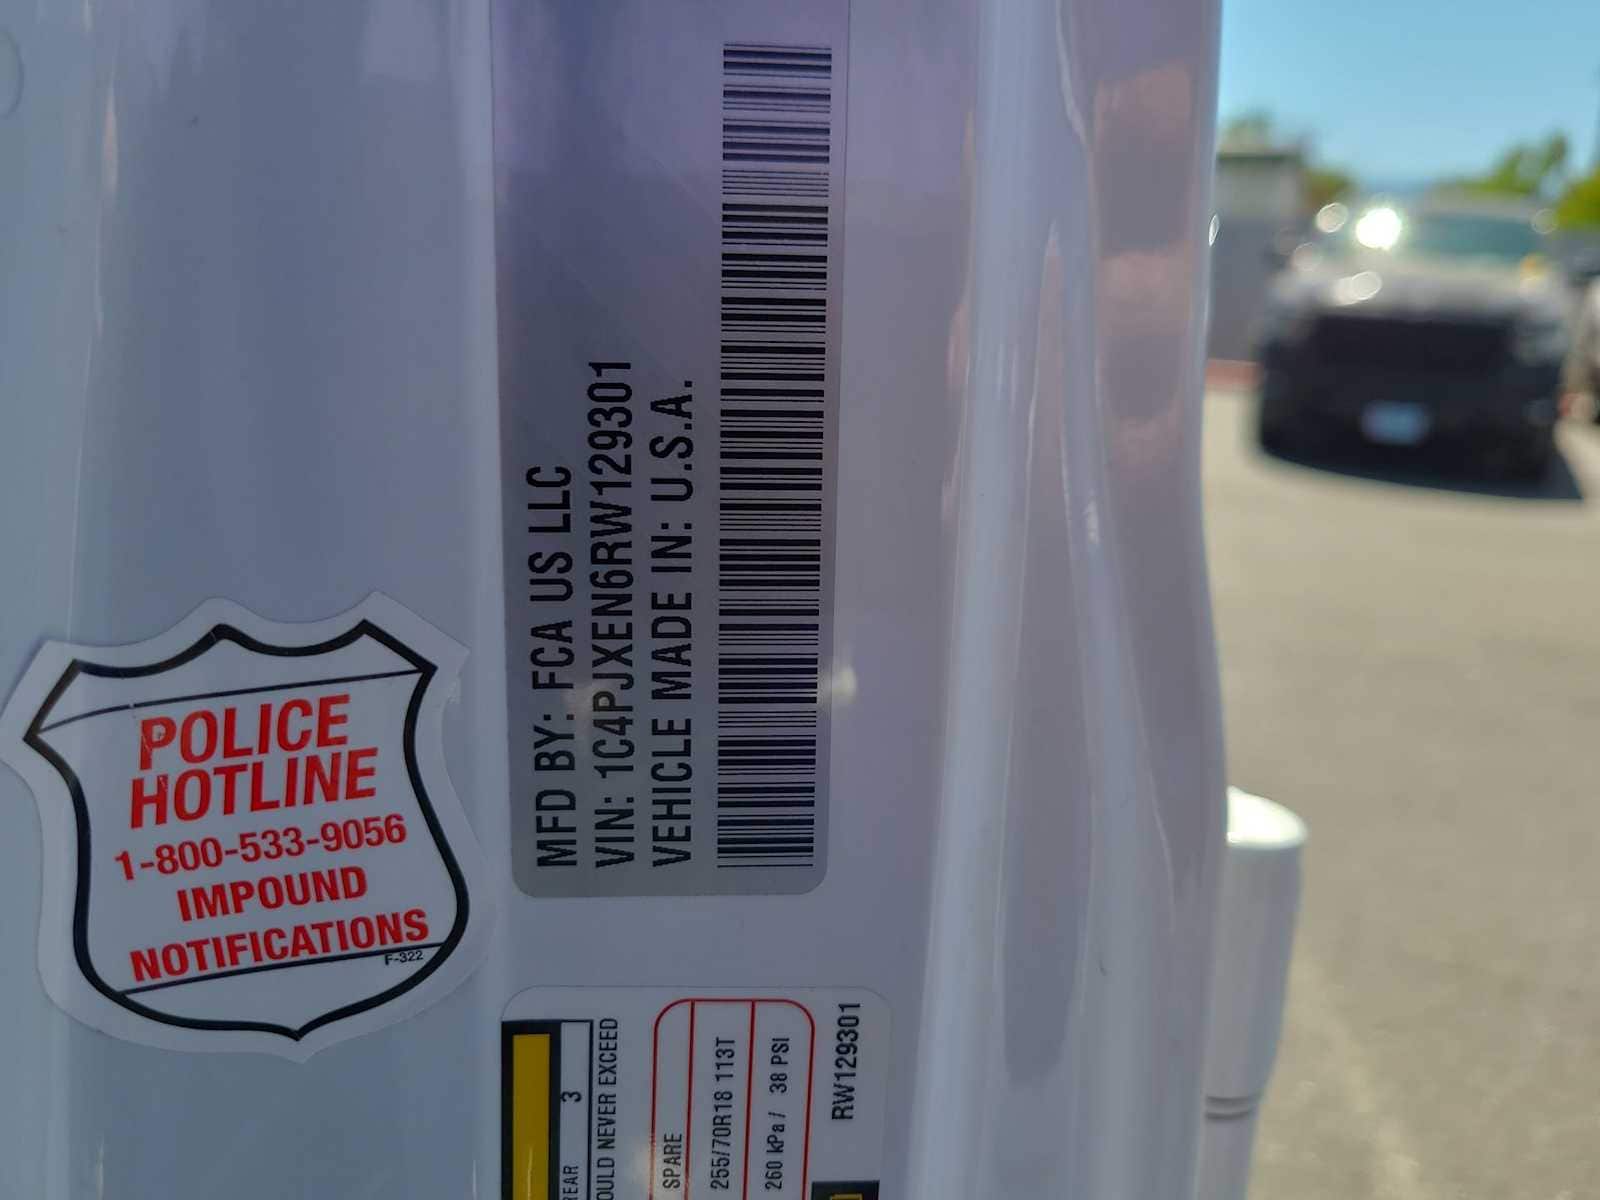 MFD BY: FCA US LLC
VIN: 1C4PJXEN6RW129301
VEHICLE MADE IN: U.S.A.
POLICE
HOTLINE
1-800-533-9056
IMPOUND
NOTIFICATIONS
F-322
REAR 3
OULD NEVER EXCEED
SPARE
255/70R18 113T
260 kPa / 38 PSI
RW129301